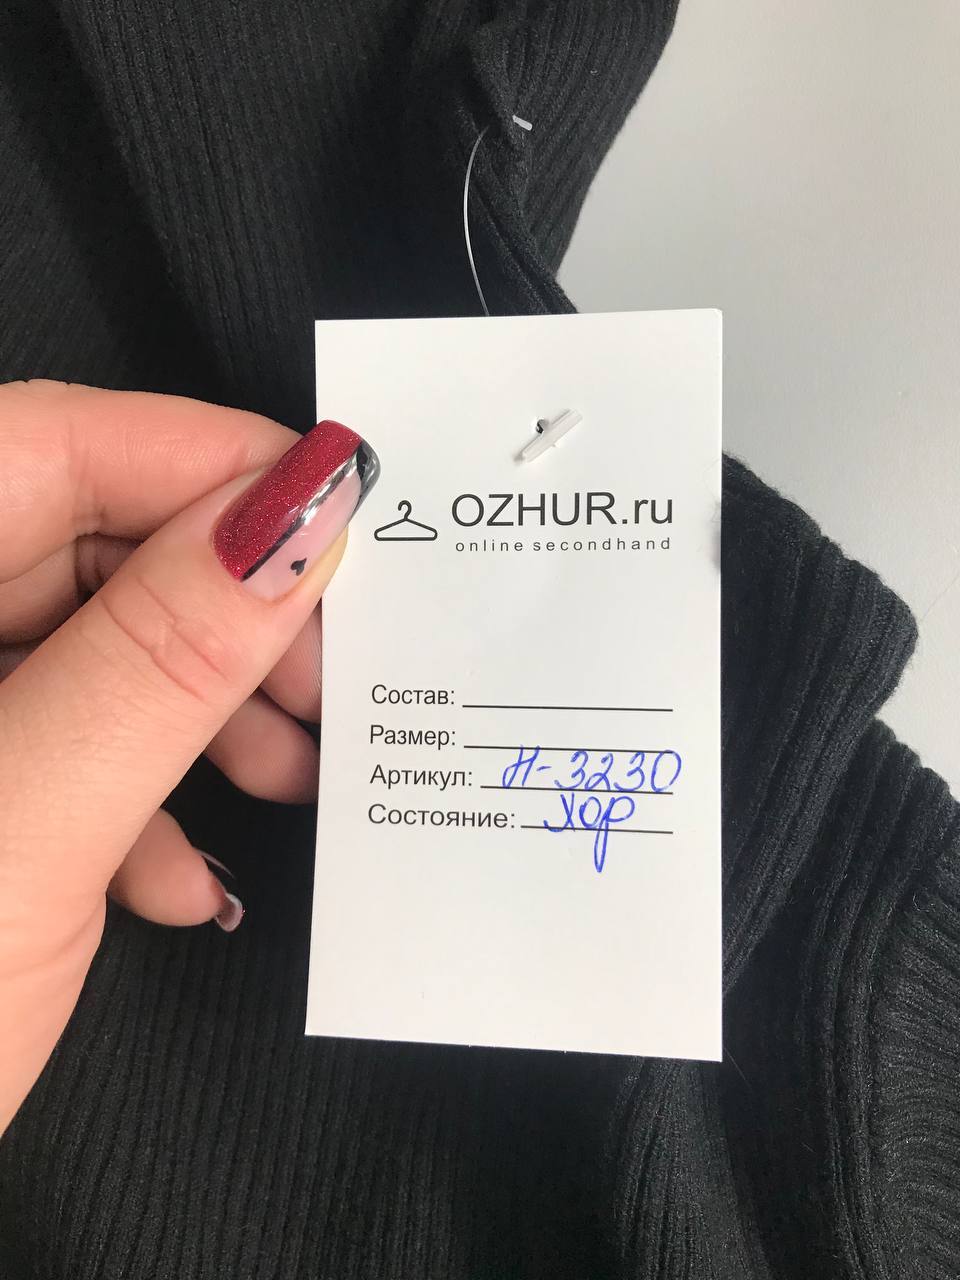 OZHUR.ru
online secondhand
Состав:
Размер:
Артикул: Н-3230
Состояние: Хор